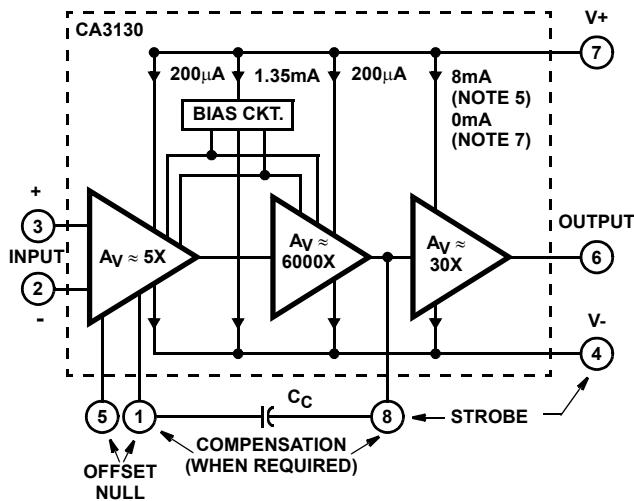 CA3130
V+
7
200µA
1.35mA
200µA
8mA
(NOTE 5)
0mA
(NOTE 7)
BIAS CKT.
+
3
INPUT
2
-
AV ≈ 5X
AV ≈
6000X
AV ≈
30X
OUTPUT
6
V-
4
CC
5
1
8
STROBE
OFFSET
NULL
COMPENSATION
(WHEN REQUIRED)